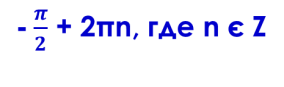 - π/2 + 2πn, где n є Z